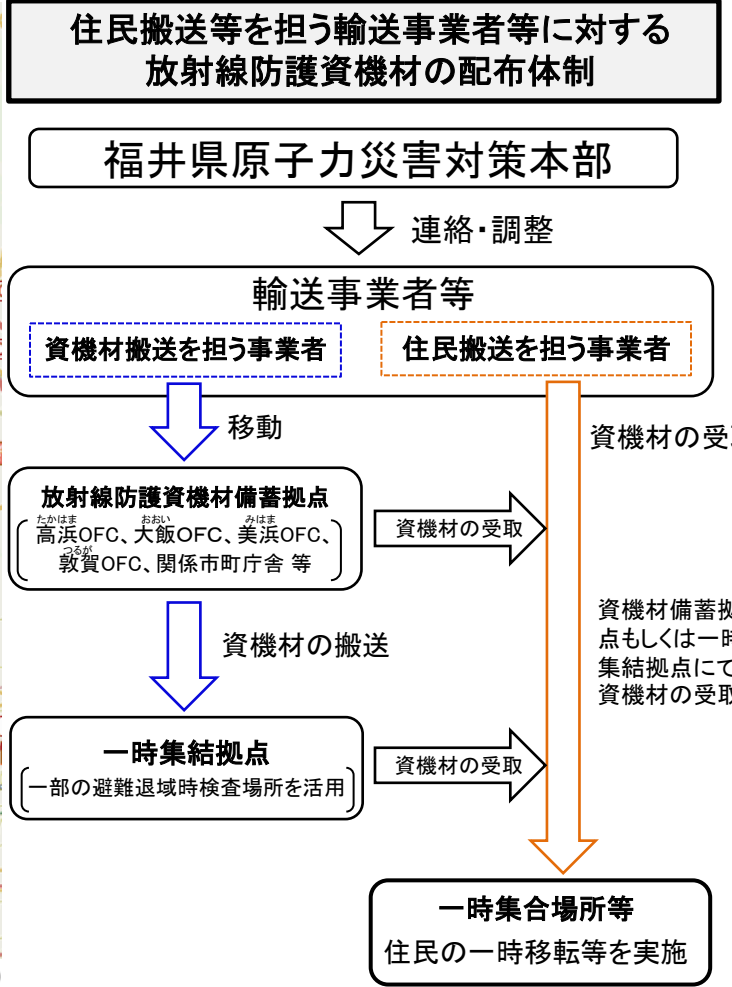 住民搬送等を担う輸送事業者等に対する
放射線防護資機材の配布体制
福井県原子力災害対策本部
連絡・調整
輸送事業者等
資機材搬送を担う事業者
住民搬送を担う事業者
移動
資機材の受
放射線防護資機材備蓄拠点
たかはま おおい みはま
高浜OFC、大飯OFC、美浜OFC、
つるが
敦賀OFC、関係市町庁舎 等
資機材の受取
資機材の搬送
資機材備蓄拠
点もしくは一時
集結拠点にて
資機材の受取
一時集結拠点
一部の避難退域時検査場所を活用
資機材の受取
一時集合場所等
住民の一時移転等を実施